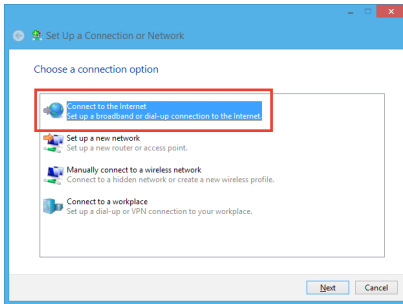 Set Up a Connection or Network
Choose a connection option
Connect to the Internet
Set up a broadband or dial-up connection to the Internet.
Set up a new network
Set up a new router or access point.
Manually connect to a wireless network
Connect to a hidden network or create a new wireless profile.
Connect to a workplace
Set up a dial-up or VPN connection to your workplace.
Next Cancel